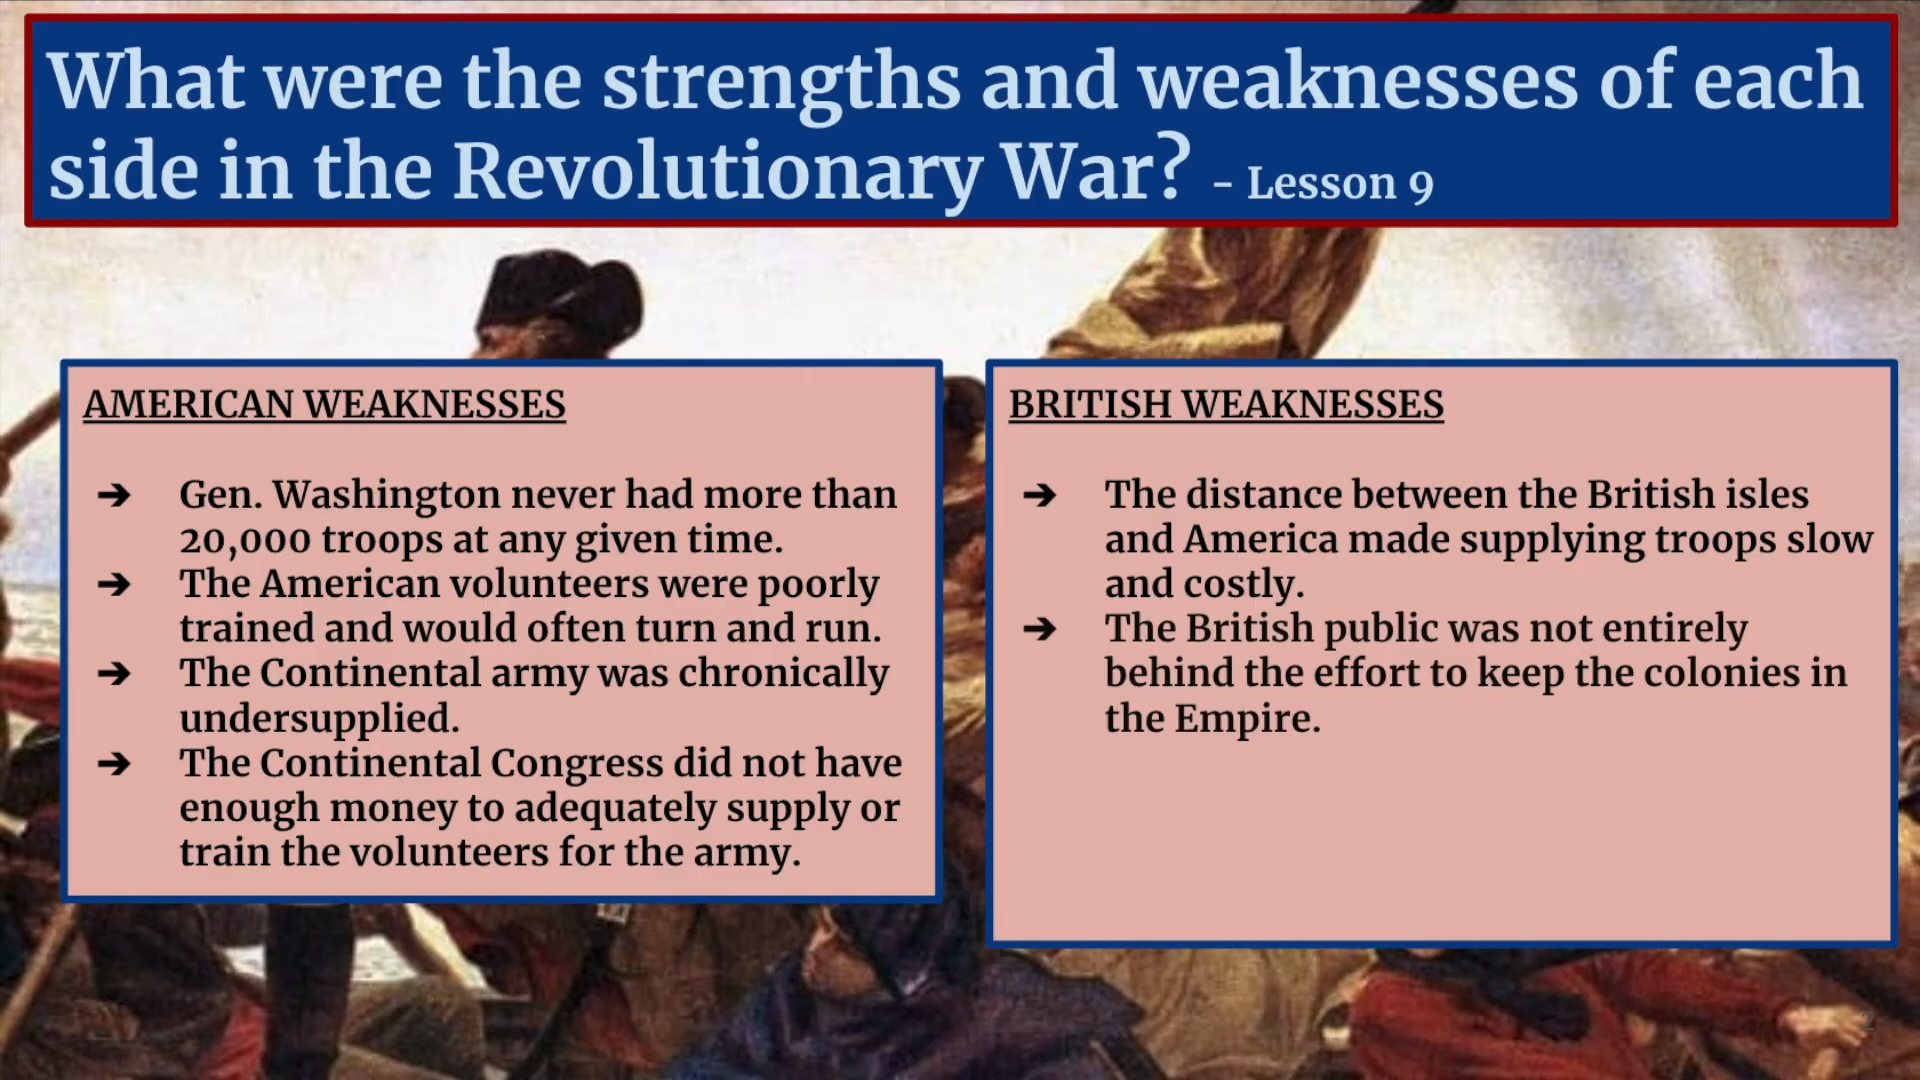 What were the strengths and weaknesses of each
side in the Revolutionary War? - Lesson 9
AMERICAN WEAKNESSES
➔ Gen. Washington never had more than
20,000 troops at any given time.
➔ The American volunteers were poorly
trained and would often turn and run.
➔ The Continental army was chronically
undersupplied.
➔ The Continental Congress did not have
enough money to adequately supply or
train the volunteers for the army.
BRITISH WEAKNESSES
➔ The distance between the British isles
and America made supplying troops slow
and costly.
➔ The British public was not entirely
behind the effort to keep the colonies in
the Empire.
2